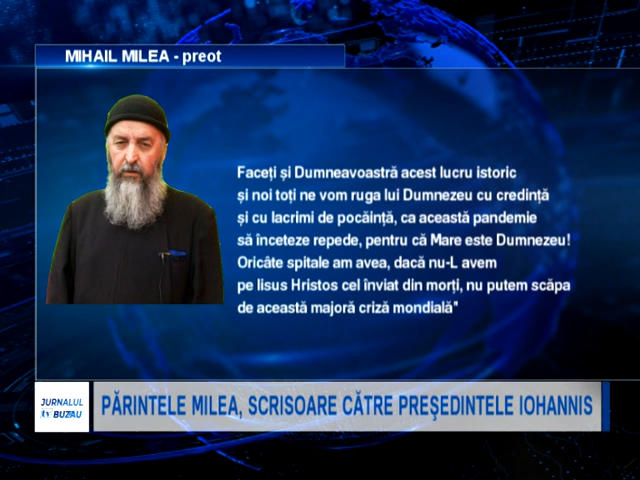 MIHAIL MILEA - preot
Faceți și Dumneavoastră acest lucru istoric
și noi toți ne vom ruga lui Dumnezeu cu credință
și cu lacrimi de pocăință, ca această pandemie
să înceteze repede, pentru că Mare este Dumnezeu!
Oricâte spitale am avea, dacă nu-L avem
pe Iisus Hristos cel înviat din morți, nu putem scăpa
de această majoră criză mondială"
JURNALUL
tv BUZĂU
PĂRINTELE MILEA, SCRISOARE CĂTRE PREŞEDINTELE IOHANNIS